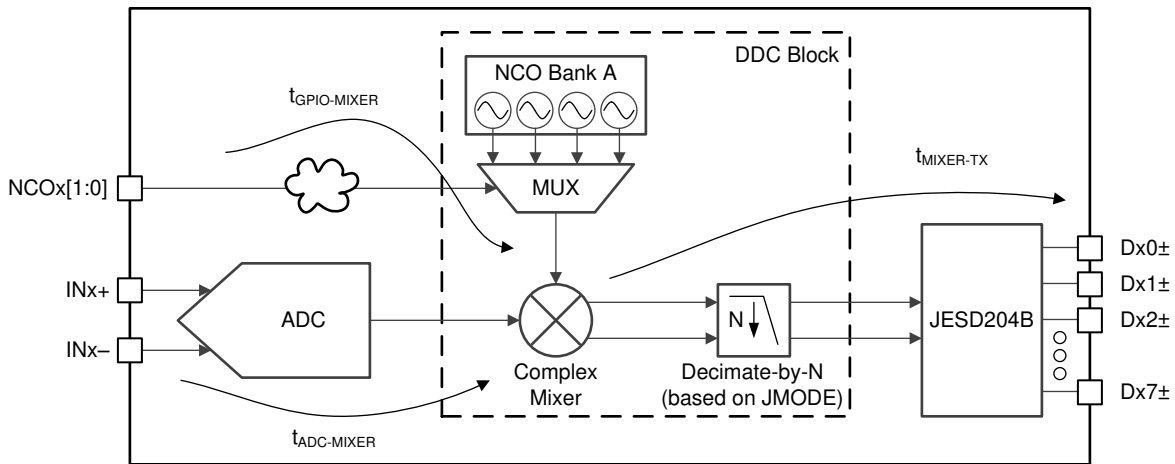 DDC Block
NCO Bank A
tGPIO-MIXER
tMIXER-TX
NCOx[1:0]
MUX
INx+
INx–
ADC
N
JESD204B
Dx0±
Dx1±
Dx2±
Dx7±
Complex
Mixer
Decimate-by-N
(based on JMODE)
tADC-MIXER